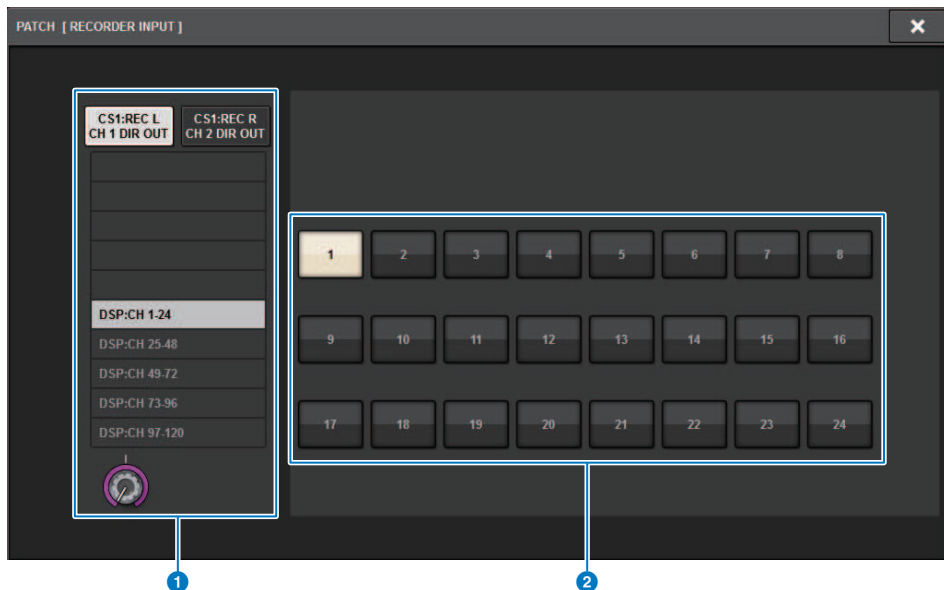 PATCH [ RECORDER INPUT ]
CS1:REC L
CH 1 DIR OUT
CS1:REC R
CH 2 DIR OUT
DSP:CH 1-24
DSP:CH 25-48
DSP:CH 49-72
DSP:CH 73-96
DSP:CH 97-120
1 2 3 4 5 6 7 8
9 10 11 12 13 14 15 16
17 18 19 20 21 22 23 24
1
2